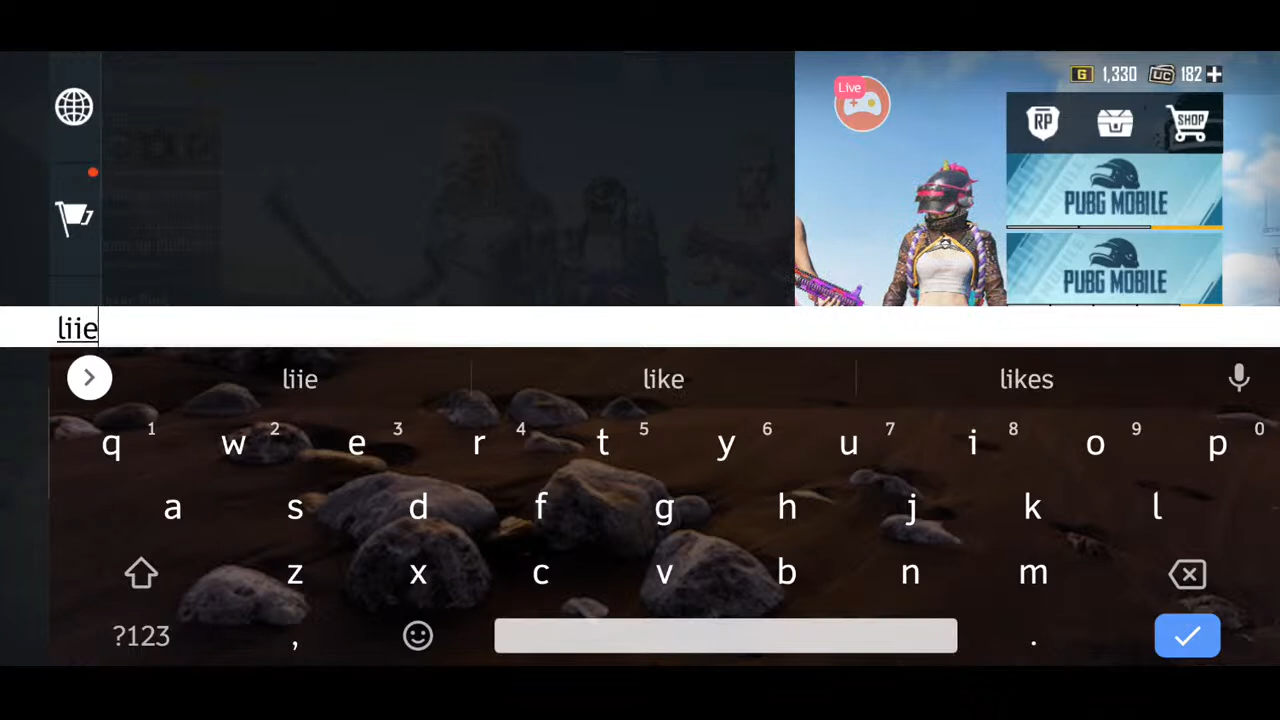 G 1,330 UC 182
Live
RP SHOP
PUBG MOBILE
PUBG MOBILE
liie
liie like likes
q 1 w 2 e 3 r 4 t 5 y 6 u 7 i 8 o 9 p 0
a s d f g h j k l
z x c v b n m
?123 , .